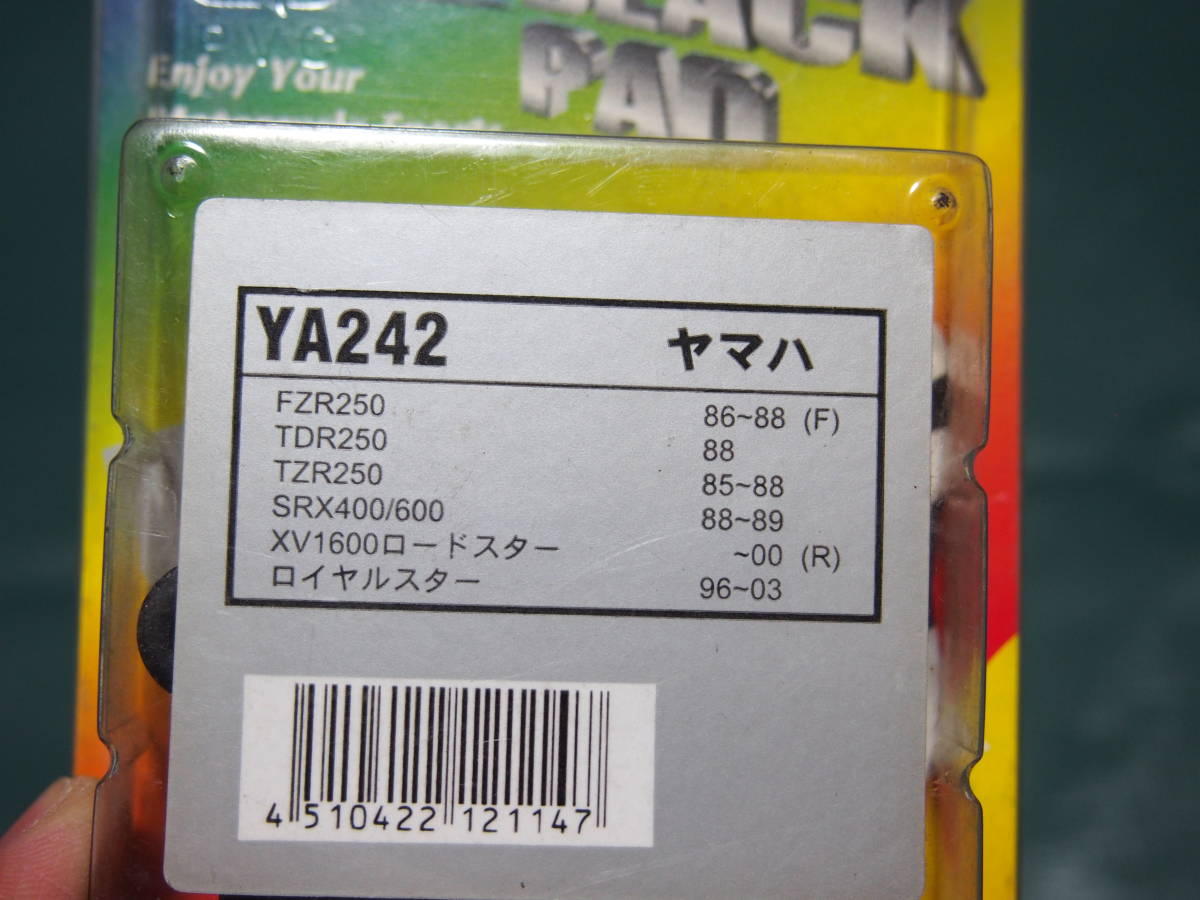 BLACK
PAD
Enjoy Your
YA242 ヤマハ
FZR250 86~88 (F)
TDR250 88
TZR250 85~88
SRX400/600 88~89
XV1600ロードスター ~00 (R)
ロイヤルスター 96~03
4 510422 121147